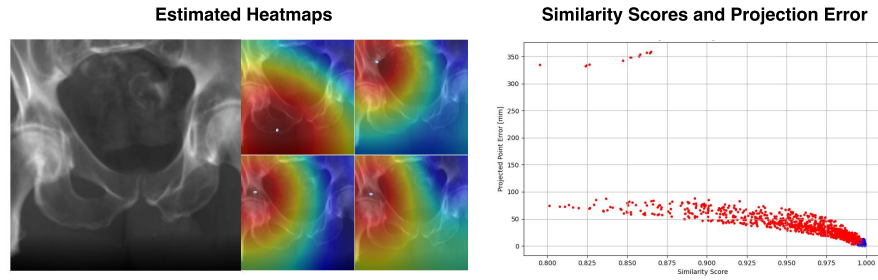 Estimated Heatmaps
Similarity Scores and Projection Error
350
300
250
200
150
100
50
0
Projected Point Error [mm]
0.800 0.825 0.850 0.875 0.900 0.925 0.950 0.975 1.000
Similarity Score